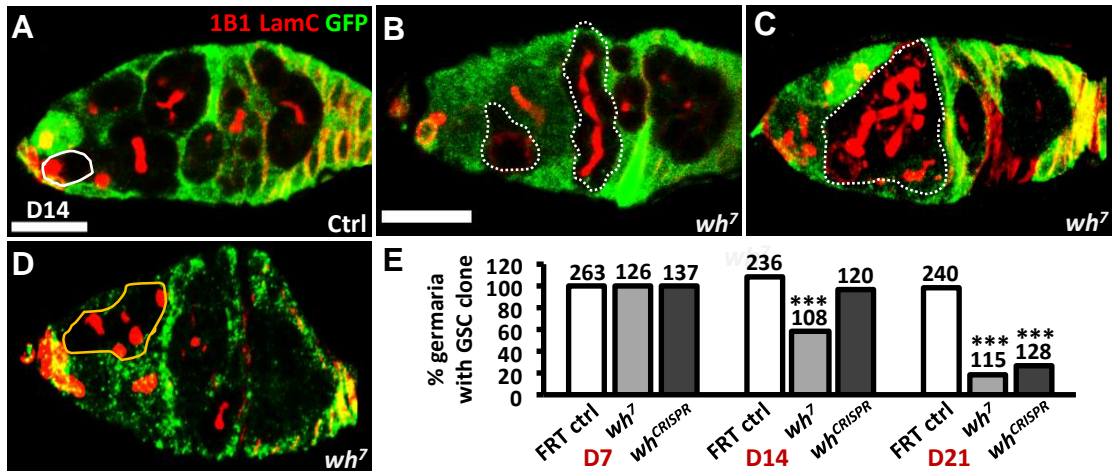 A
1B1 LamC GFP
D14
Ctrl
B
wh7
C
wh7
D
wh7
E
wh7
% germaria
with GSC clone
120
100
80
60
40
20
0
263 126 137
236
***
108
120
240
***
115
***
128
FRT ctrl wh7 whCRISPR
FRT ctrl wh7 whCRISPR
FRT ctrl wh7 whCRISPR
D7 D14 D21